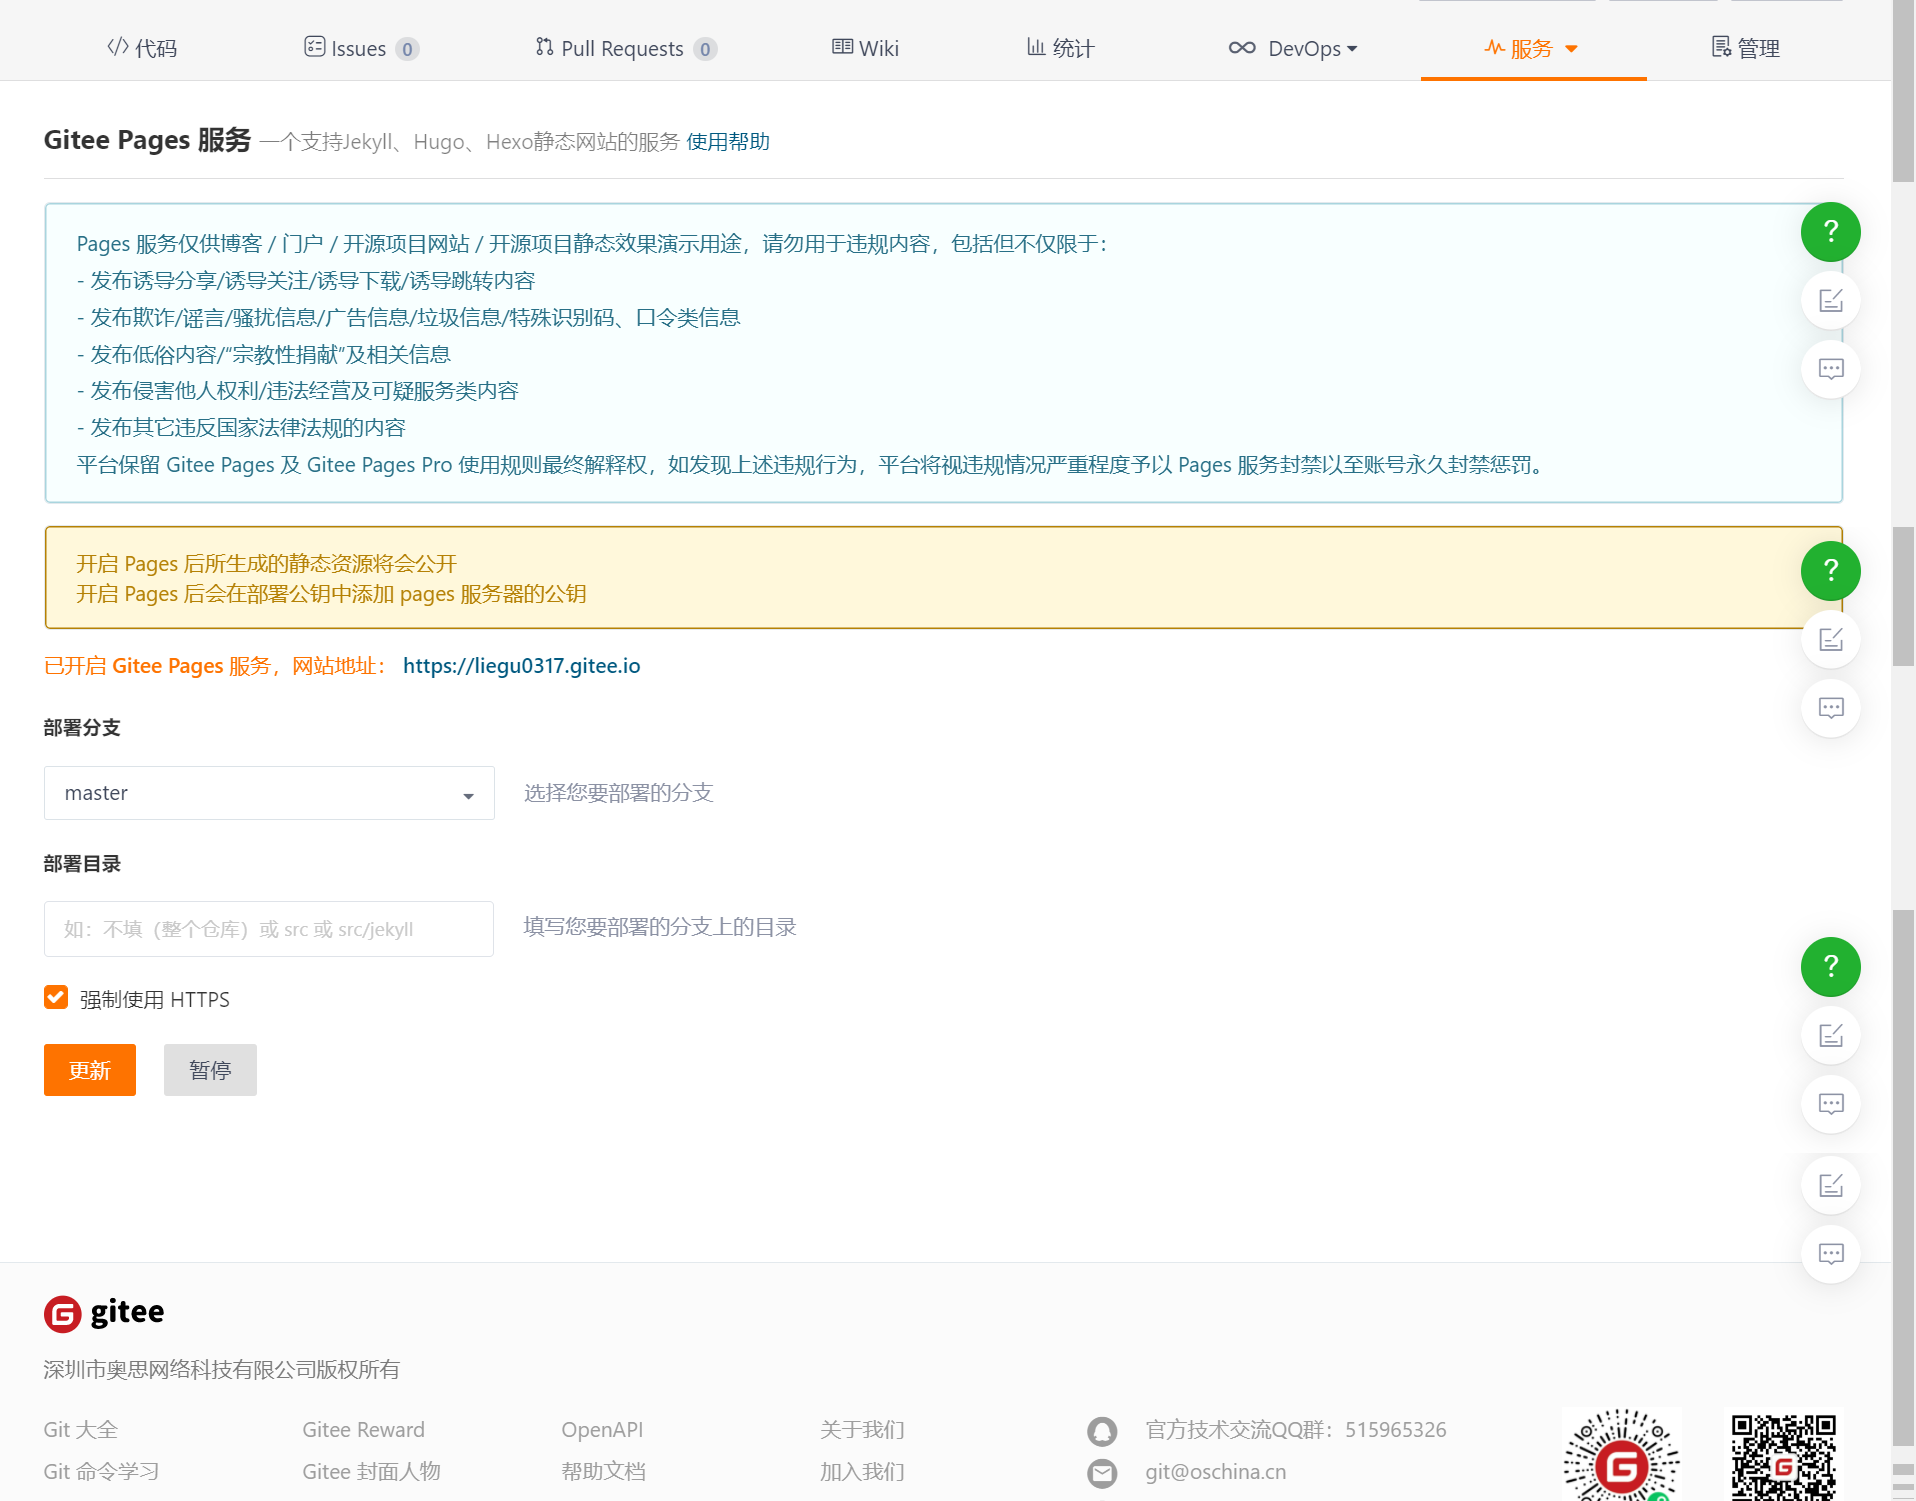 代码
Issues 0
Pull Requests 0
Wiki
统计
DevOps
服务
管理
Gitee Pages 服务 一个支持Jekyll、Hugo、Hexo静态网站的服务 使用帮助
Pages 服务仅供博客 / 门户 / 开源项目网站 / 开源项目静态效果演示用途，请勿用于违规内容，包括但不仅限于：
- 发布诱导分享/诱导关注/诱导下载/诱导跳转内容
- 发布欺诈/谣言/骚扰信息/广告信息/垃圾信息/特殊识别码、口令类信息
- 发布低俗内容/“宗教性捐献”及相关信息
- 发布侵害他人权利/违法经营及可疑服务类内容
- 发布其它违反国家法律法规的内容
平台保留 Gitee Pages 及 Gitee Pages Pro 使用规则最终解释权，如发现上述违规行为，平台将视违规情况严重程度予以 Pages 服务封禁以至账号永久封禁惩罚。
开启 Pages 后所生成的静态资源将会公开
开启 Pages 后会在部署公钥中添加 pages 服务器的公钥
已开启 Gitee Pages 服务，网站地址： https://liegu0317.gitee.io
部署分支
master
选择您要部署的分支
部署目录
如：不填（整个仓库）或 src 或 src/jekyll
填写您要部署的分支上的目录
强制使用 HTTPS
更新
暂停
?
?
?
gitee
深圳市奥思网络科技有限公司版权所有
Git 大全
Gitee Reward
OpenAPI
关于我们
官方技术交流QQ群：515965326
Git 命令学习
Gitee 封面人物
帮助文档
加入我们
git@oschina.cn